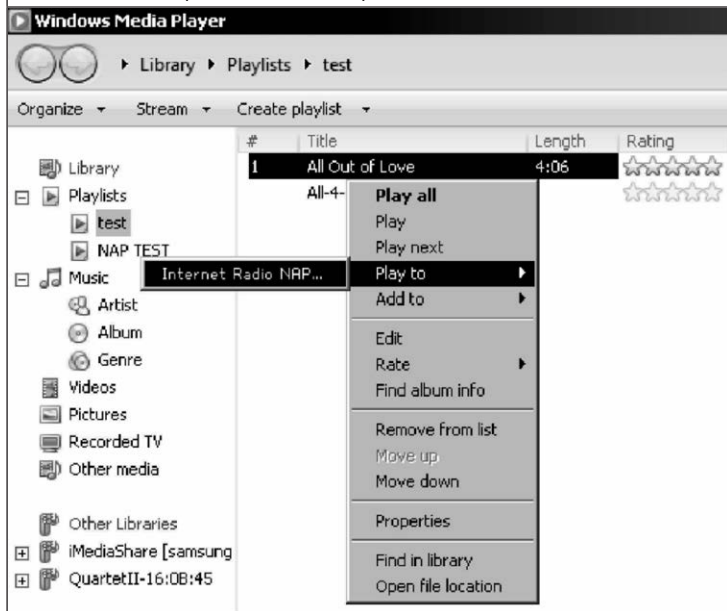 Windows Media Player
Library ▸ Playlists ▸ test
Organize Stream Create playlist
# Title Length Rating
1 All Out of Love 4:06
All-4-
Library
Playlists
test
NAP TEST
Music
Artist
Album
Genre
Videos
Pictures
Recorded TV
Other media
Other Libraries
iMediaShare [samsung
QuartetII-16:0B:45
Play all
Play
Play next
Play to
Internet Radio NAP...
Add to
Edit
Rate
Find album info
Remove from list
Move up
Move down
Properties
Find in library
Open file location